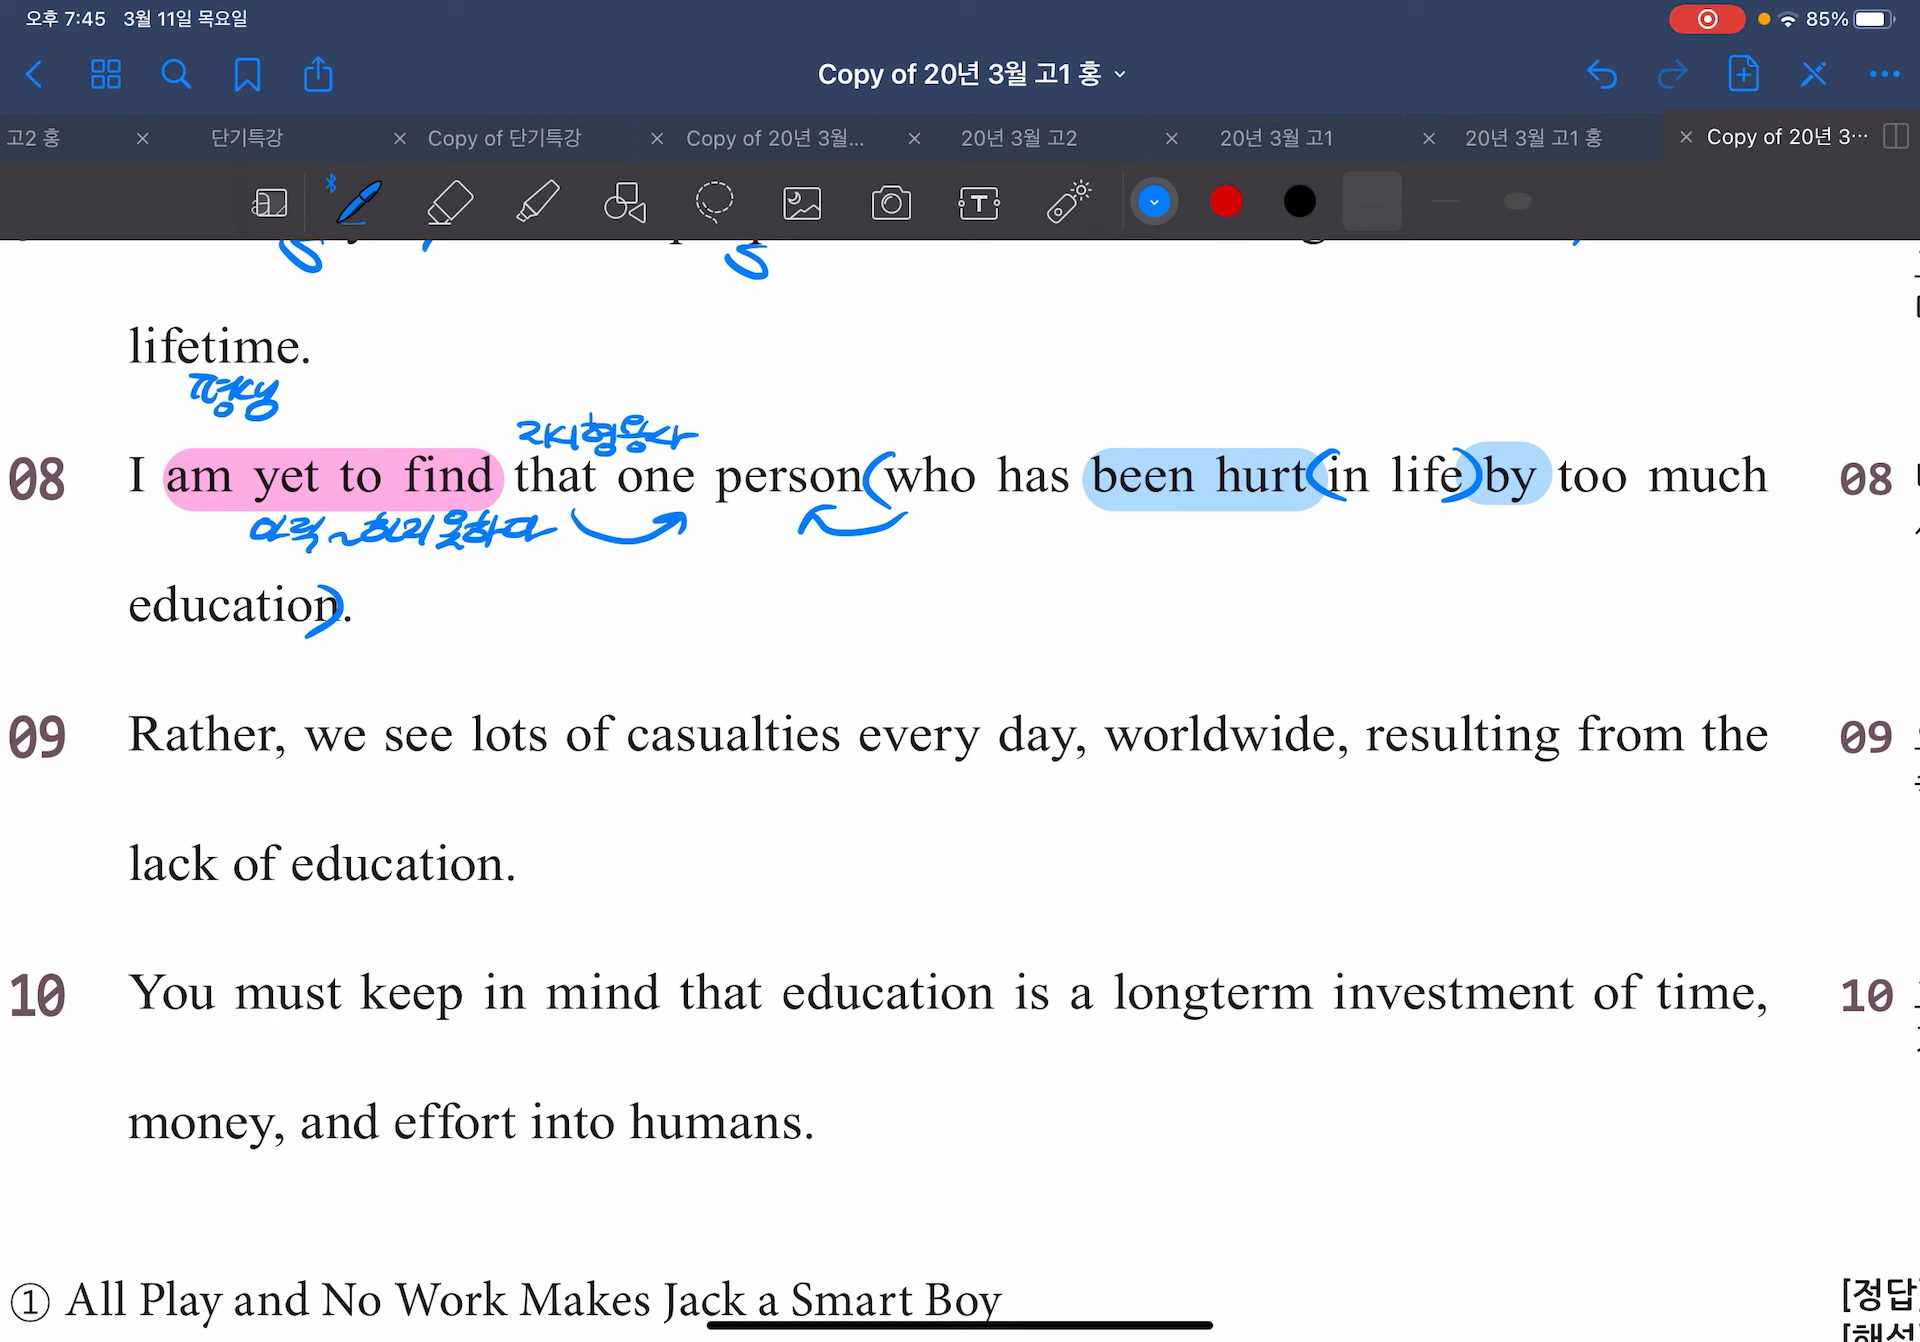 오후 7:45 3월 11일 목요일
85%
Copy of 20년 3월 고1 홍
고2 홍
단기특강
Copy of 단기특강
Copy of 20년 3월...
20년 3월 고2
20년 3월 고1
20년 3월 고1 홍
Copy of 20년 3...
T
lifetime.
평생
지시형용사
08 I am yet to find that one person (who has been hurt (in life) by too much 08
아직 ~하지 못하다
education).
09 Rather, we see lots of casualties every day, worldwide, resulting from the 09
lack of education.
10 You must keep in mind that education is a longterm investment of time, 10
money, and effort into humans.
① All Play and No Work Makes Jack a Smart Boy
[정답